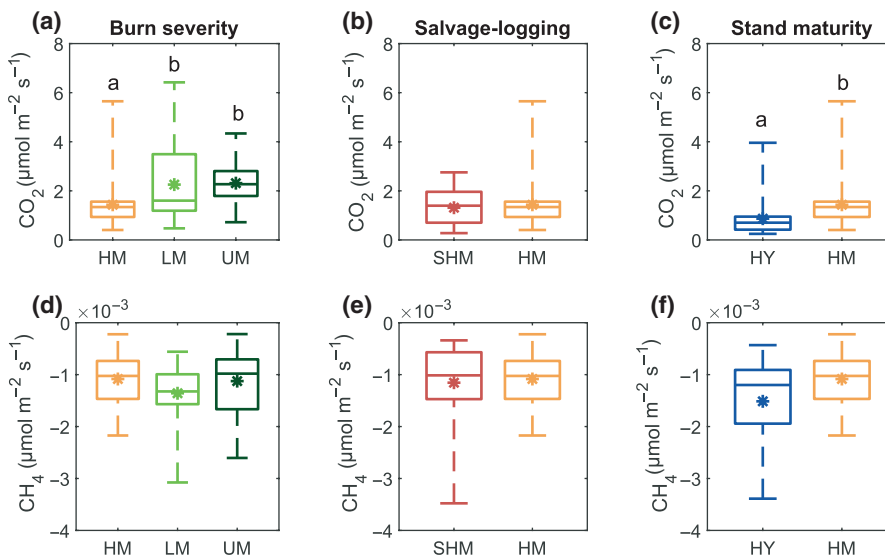 (a) Burn severity (b) Salvage-logging (c) Stand maturity
8 8 8
6 6 6
4 4 4
2 2 2
0 0 0
CO2 (μmol m−2 s−1) CO2 (μmol m−2 s−1) CO2 (μmol m−2 s−1)
a b b a b
HM LM UM SHM HM HY HM
(d) (e) (f)
×10−3 ×10−3 ×10−3
0 0 0
−1 −1 −1
−2 −2 −2
−3 −3 −3
−4 −4 −4
CH4 (μmol m−2 s−1) CH4 (μmol m−2 s−1) CH4 (μmol m−2 s−1)
HM LM UM SHM HM HY HM